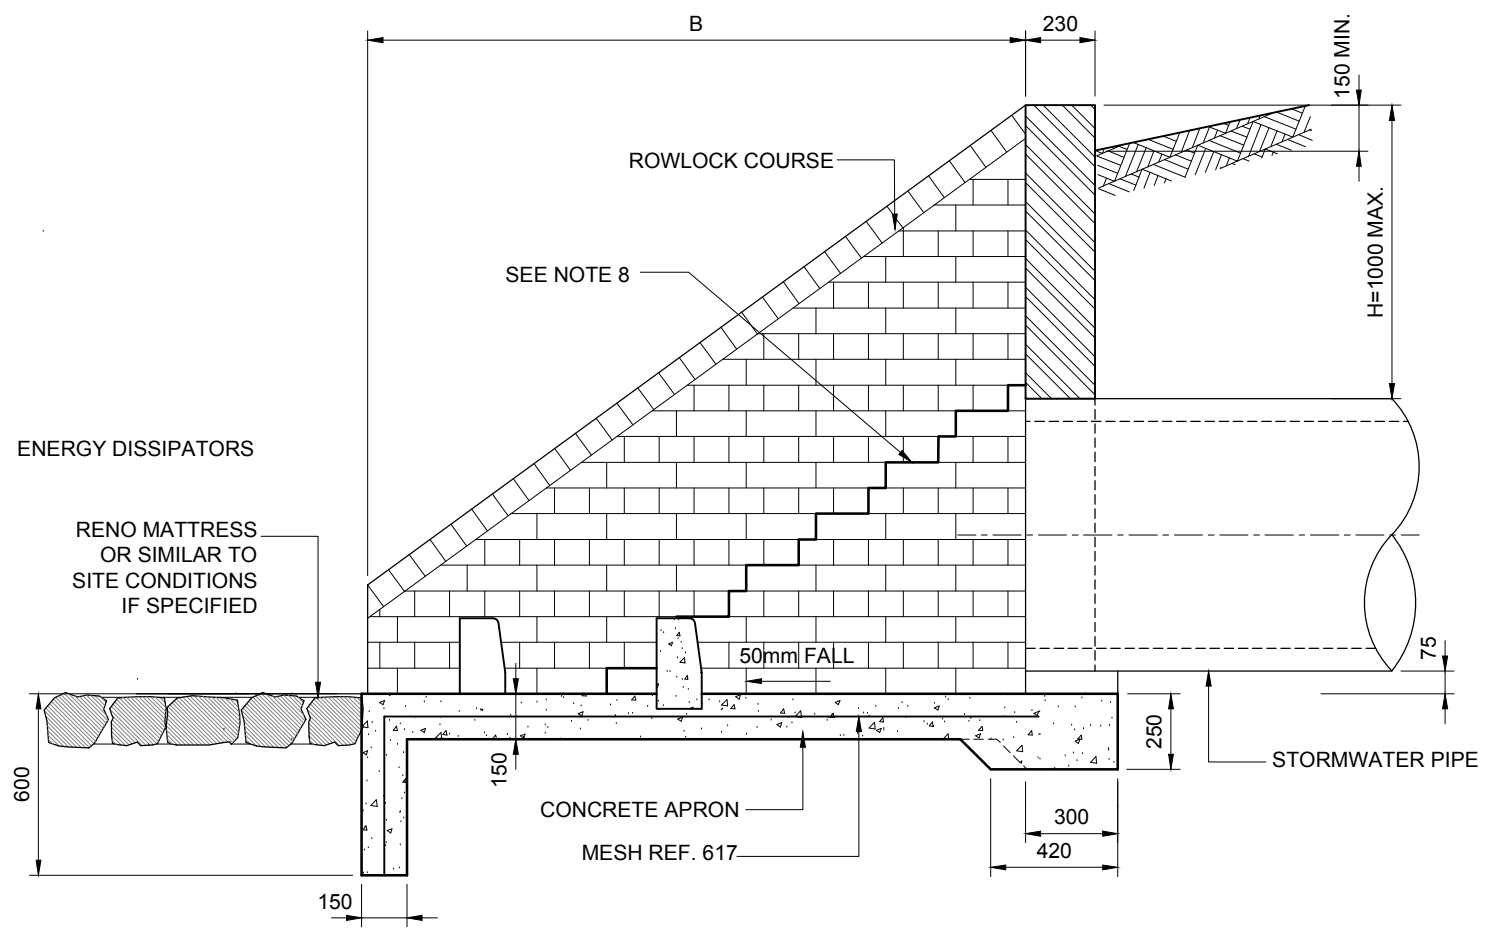 B
230
150 MIN.
ROWLOCK COURSE
H=1000 MAX.
SEE NOTE 8
ENERGY DISSIPATORS
RENO MATTRESS
OR SIMILAR TO
SITE CONDITIONS
IF SPECIFIED
50mm FALL
75
600
150
250
STORMWATER PIPE
CONCRETE APRON
300
MESH REF. 617
420
150